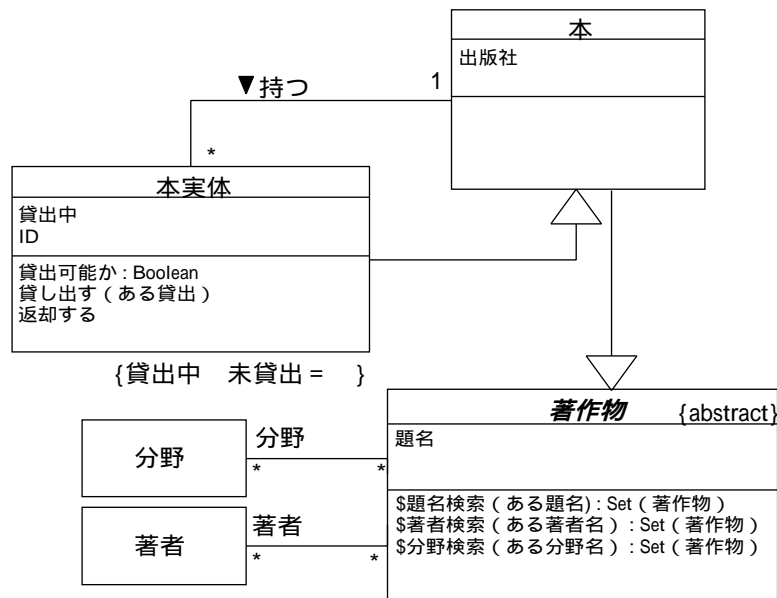 本
出版社
▼持つ
1
*
本実体
貸出中
ID
貸出可能か : Boolean
貸し出す(ある貸出)
返却する
{貸出中　未貸出 =　}
著作物 {abstract}
題名
$題名検索(ある題名) : Set(著作物)
$著者検索(ある著者名) : Set(著作物)
$分野検索(ある分野名) : Set(著作物)
分野
分野
*
*
著者
著者
*
*